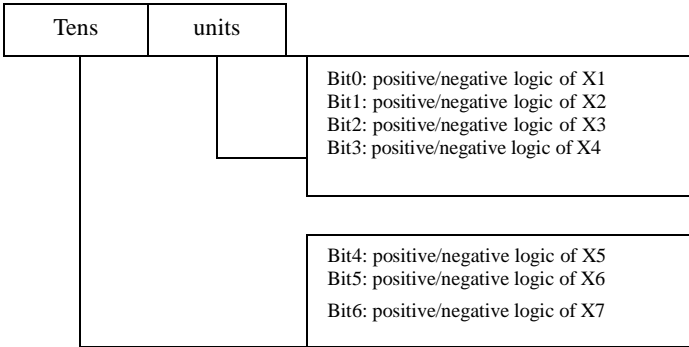 Tens units
Bit0: positive/negative logic of X1
Bit1: positive/negative logic of X2
Bit2: positive/negative logic of X3
Bit3: positive/negative logic of X4
Bit4: positive/negative logic of X5
Bit5: positive/negative logic of X6
Bit6: positive/negative logic of X7